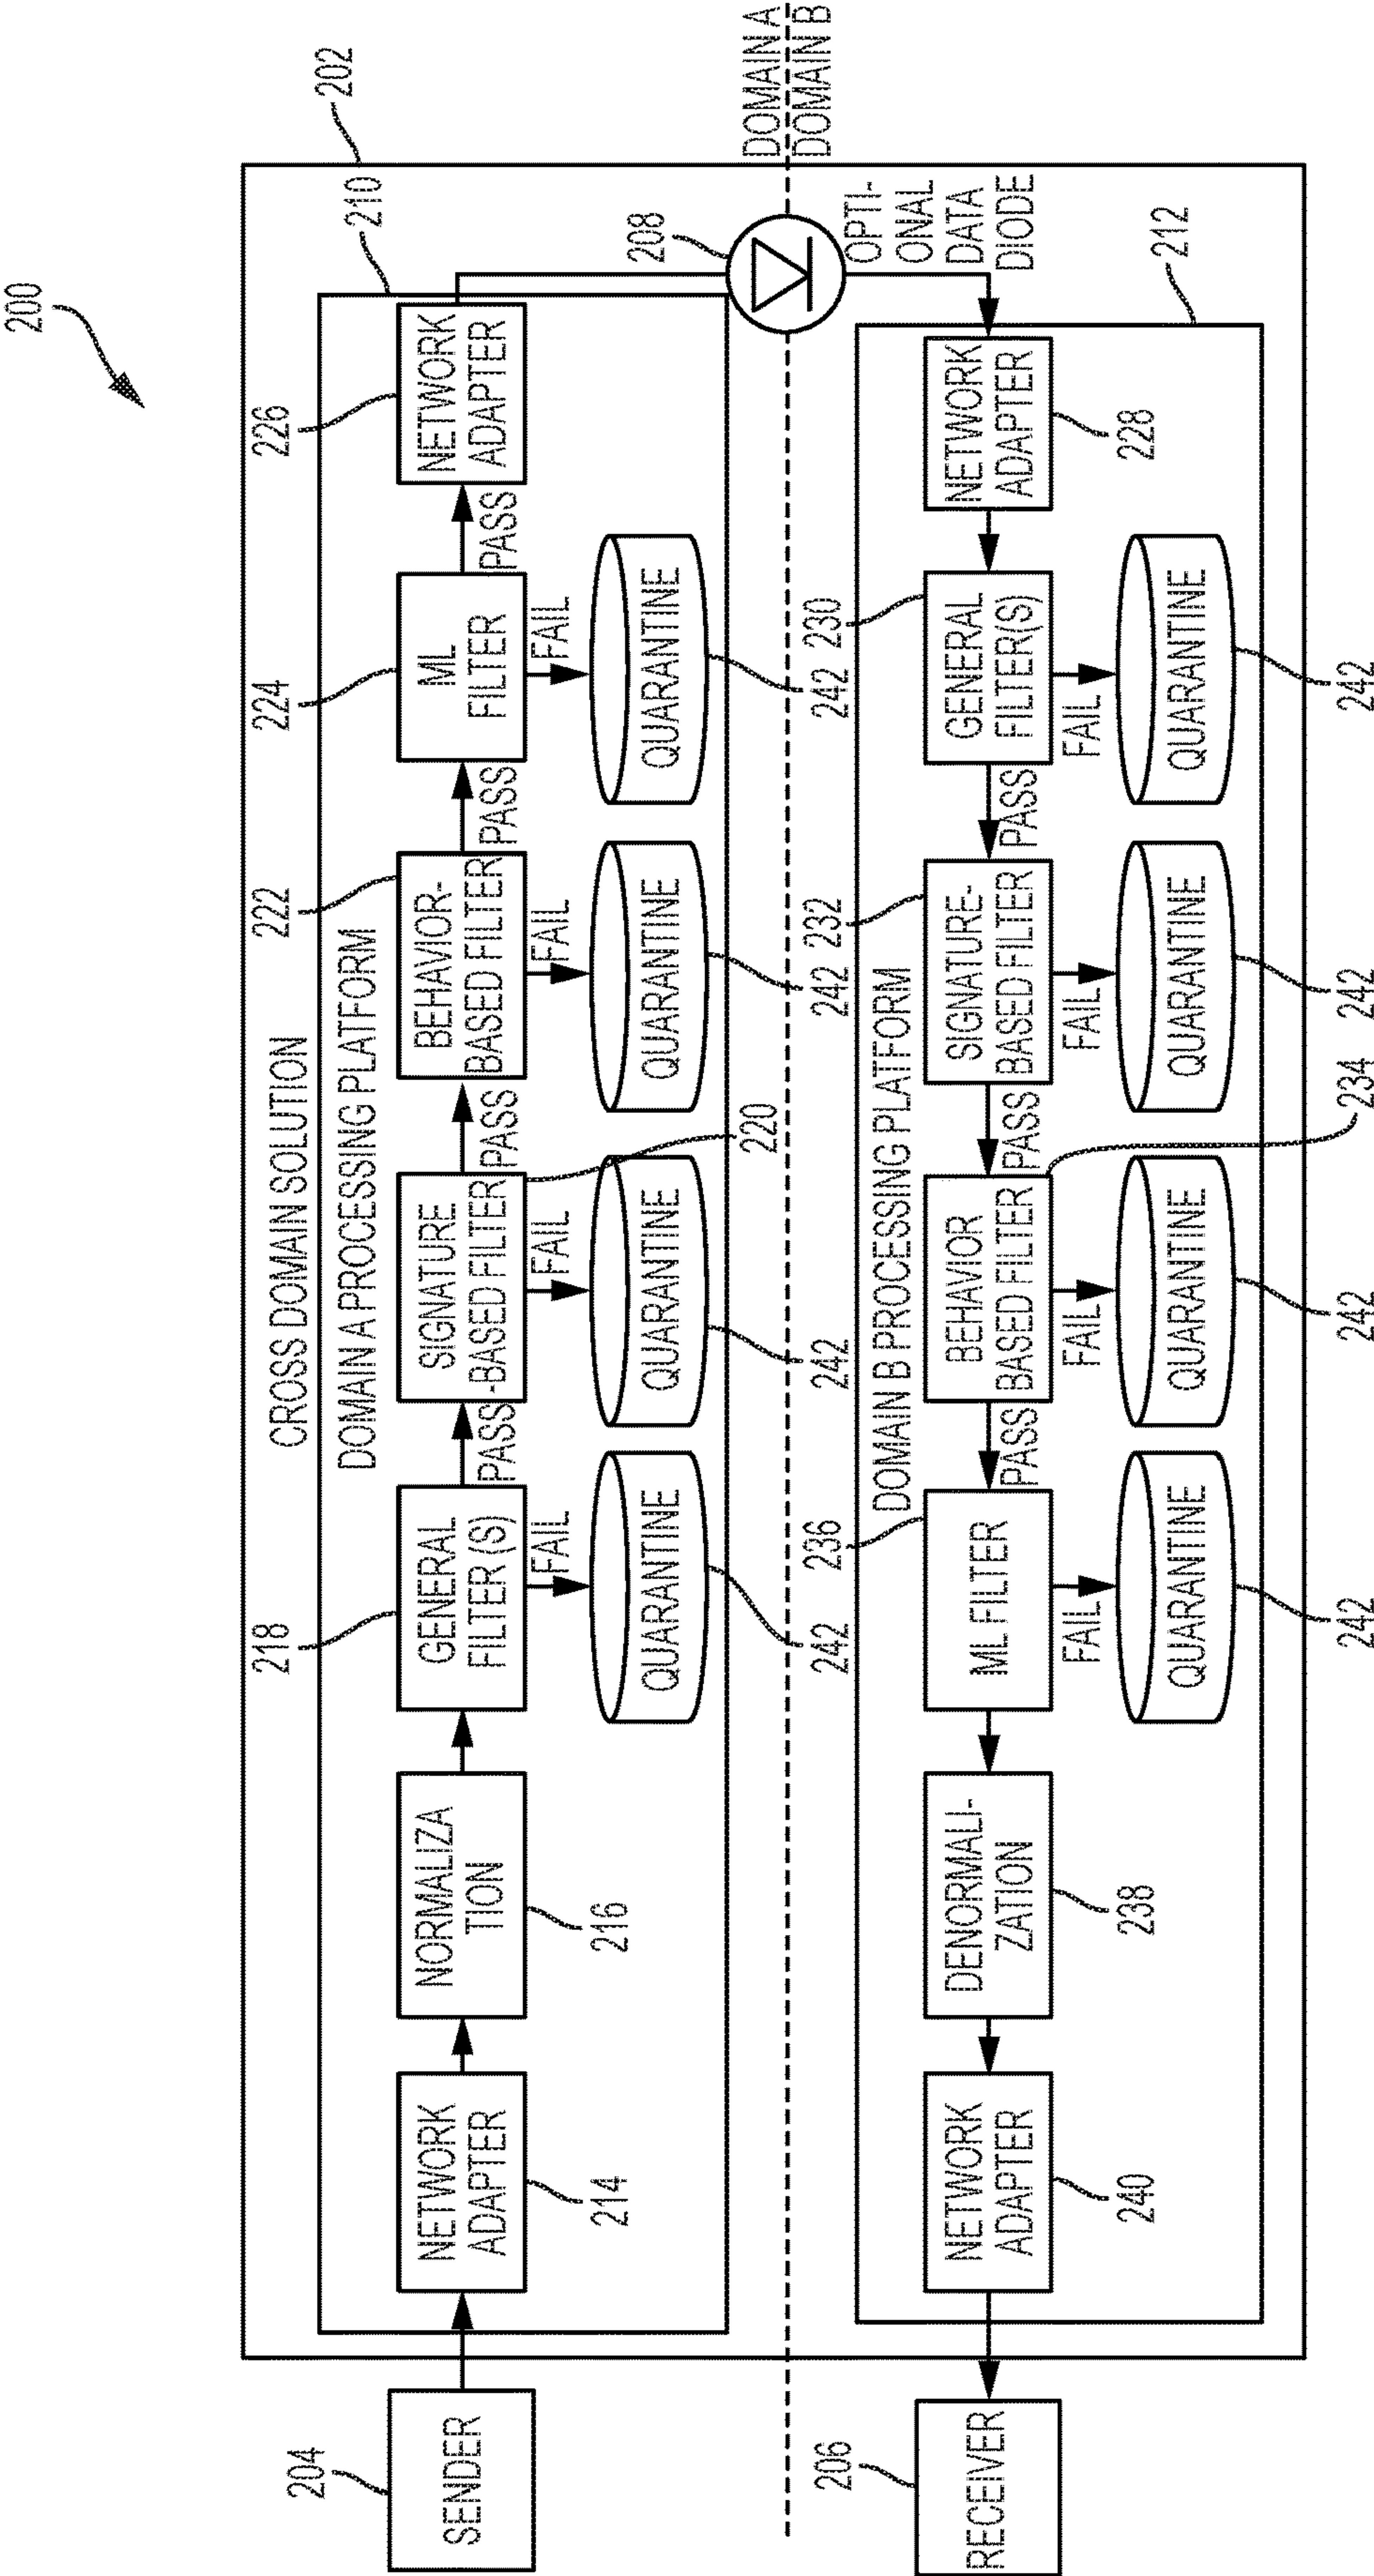 200
202
CROSS DOMAIN SOLUTION
210
DOMAIN A PROCESSING PLATFORM
204
SENDER
NETWORK
ADAPTER
214
NORMALIZA
TION
216
218
GENERAL
FILTER (S)
PASS
FAIL
QUARANTINE
242
SIGNATURE
-BASED FILTER
220
PASS
FAIL
QUARANTINE
242
222
BEHAVIOR-
BASED FILTER
PASS
FAIL
QUARANTINE
242
224
ML
FILTER
PASS
FAIL
QUARANTINE
242
226
NETWORK
ADAPTER
208
DOMAIN A
DOMAIN B
OPTI-
ONAL
DATA
DIODE
212
DOMAIN B PROCESSING PLATFORM
NETWORK
ADAPTER
228
230
GENERAL
FILTER(S)
PASS
FAIL
QUARANTINE
242
232
SIGNATURE-
BASED FILTER
PASS
FAIL
QUARANTINE
242
234
BEHAVIOR
BASED FILTER
PASS
FAIL
QUARANTINE
242
236
ML FILTER
FAIL
QUARANTINE
242
DENORMALI-
ZATION
238
NETWORK
ADAPTER
240
206
RECEIVER